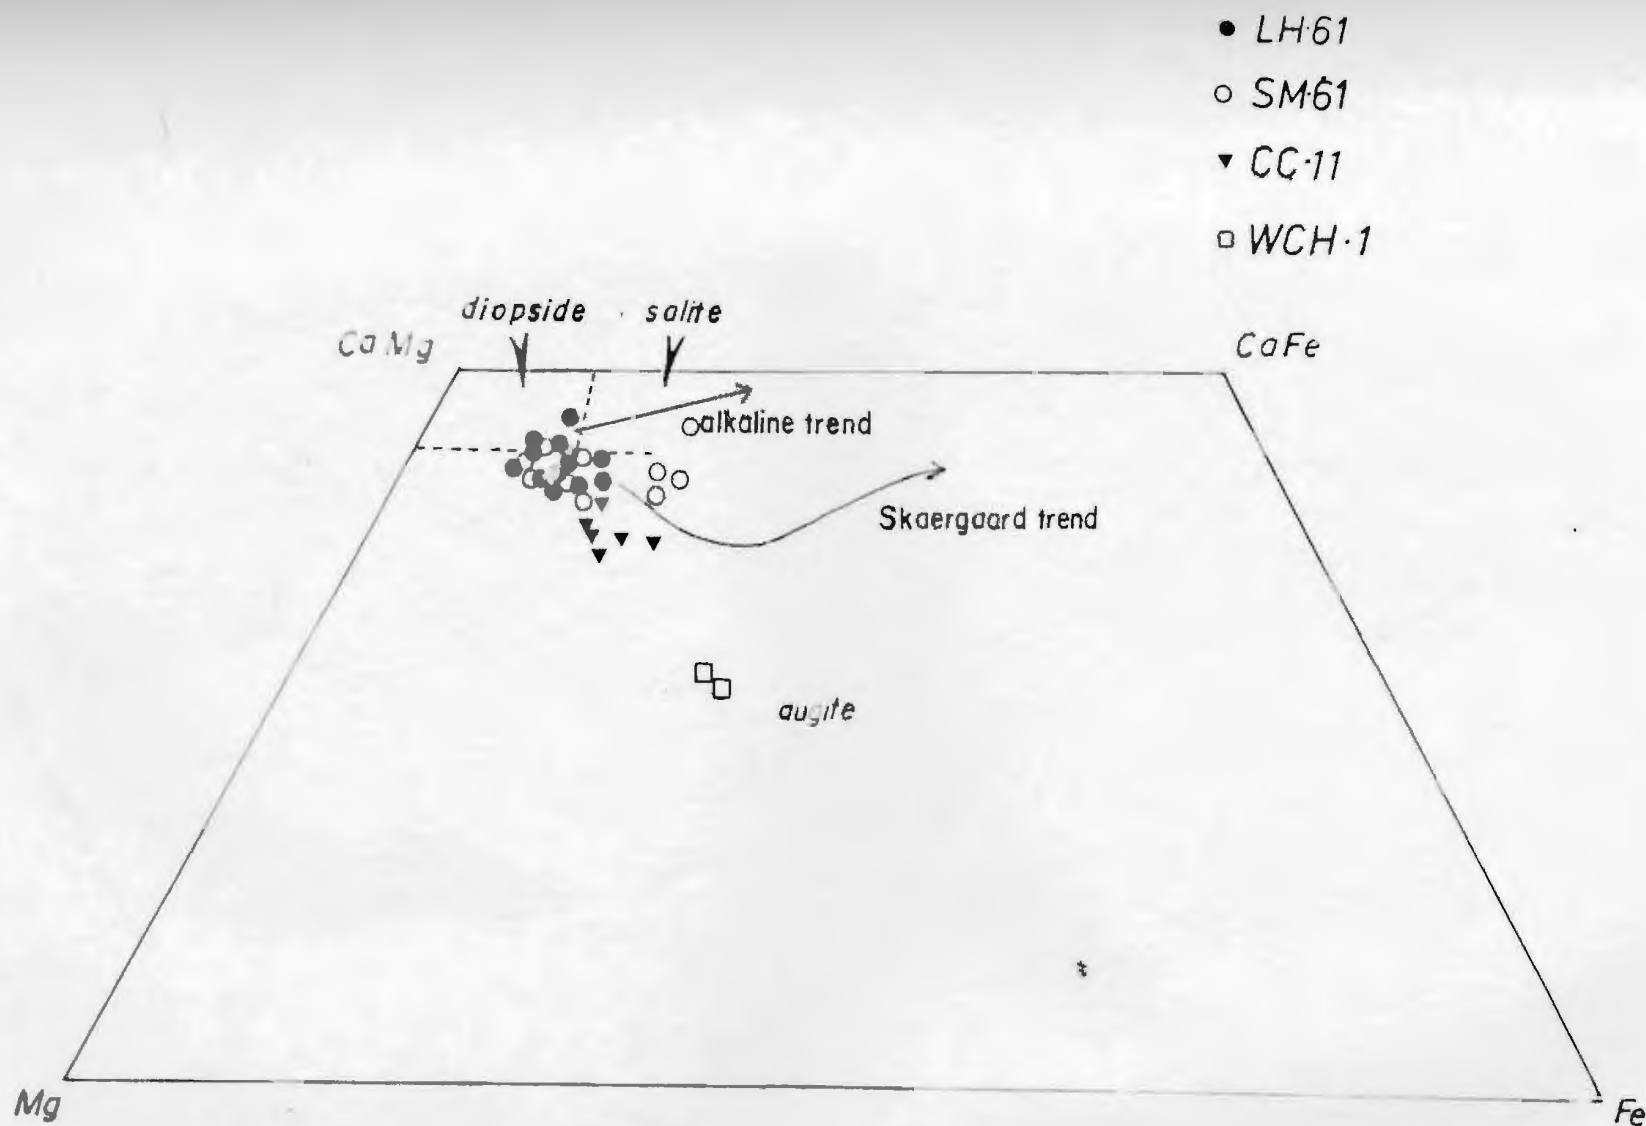 LH·61
SM·61
CC·11
WCH·1
diopside salite
CaMg
CaFe
alkaline trend
Skaergaard trend
augite
Mg
Fe